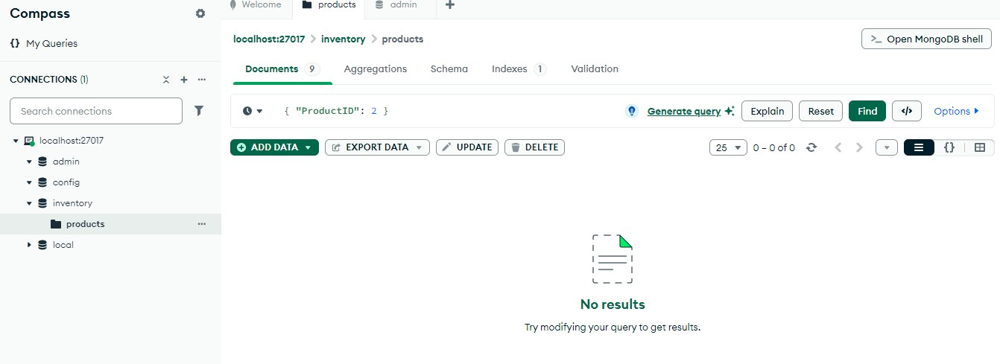 Compass
{} My Queries
CONNECTIONS (1)
Search connections
localhost:27017
admin
config
inventory
products
local
Welcome
products
admin
localhost:27017 > inventory > products
>_ Open MongoDB shell
Documents 9
Aggregations
Schema
Indexes 1
Validation
{ "ProductID": 2 }
Generate query
Explain
Reset
Find
</>
Options
ADD DATA
EXPORT DATA
UPDATE
DELETE
25
0 – 0 of 0
{}
No results
Try modifying your query to get results.